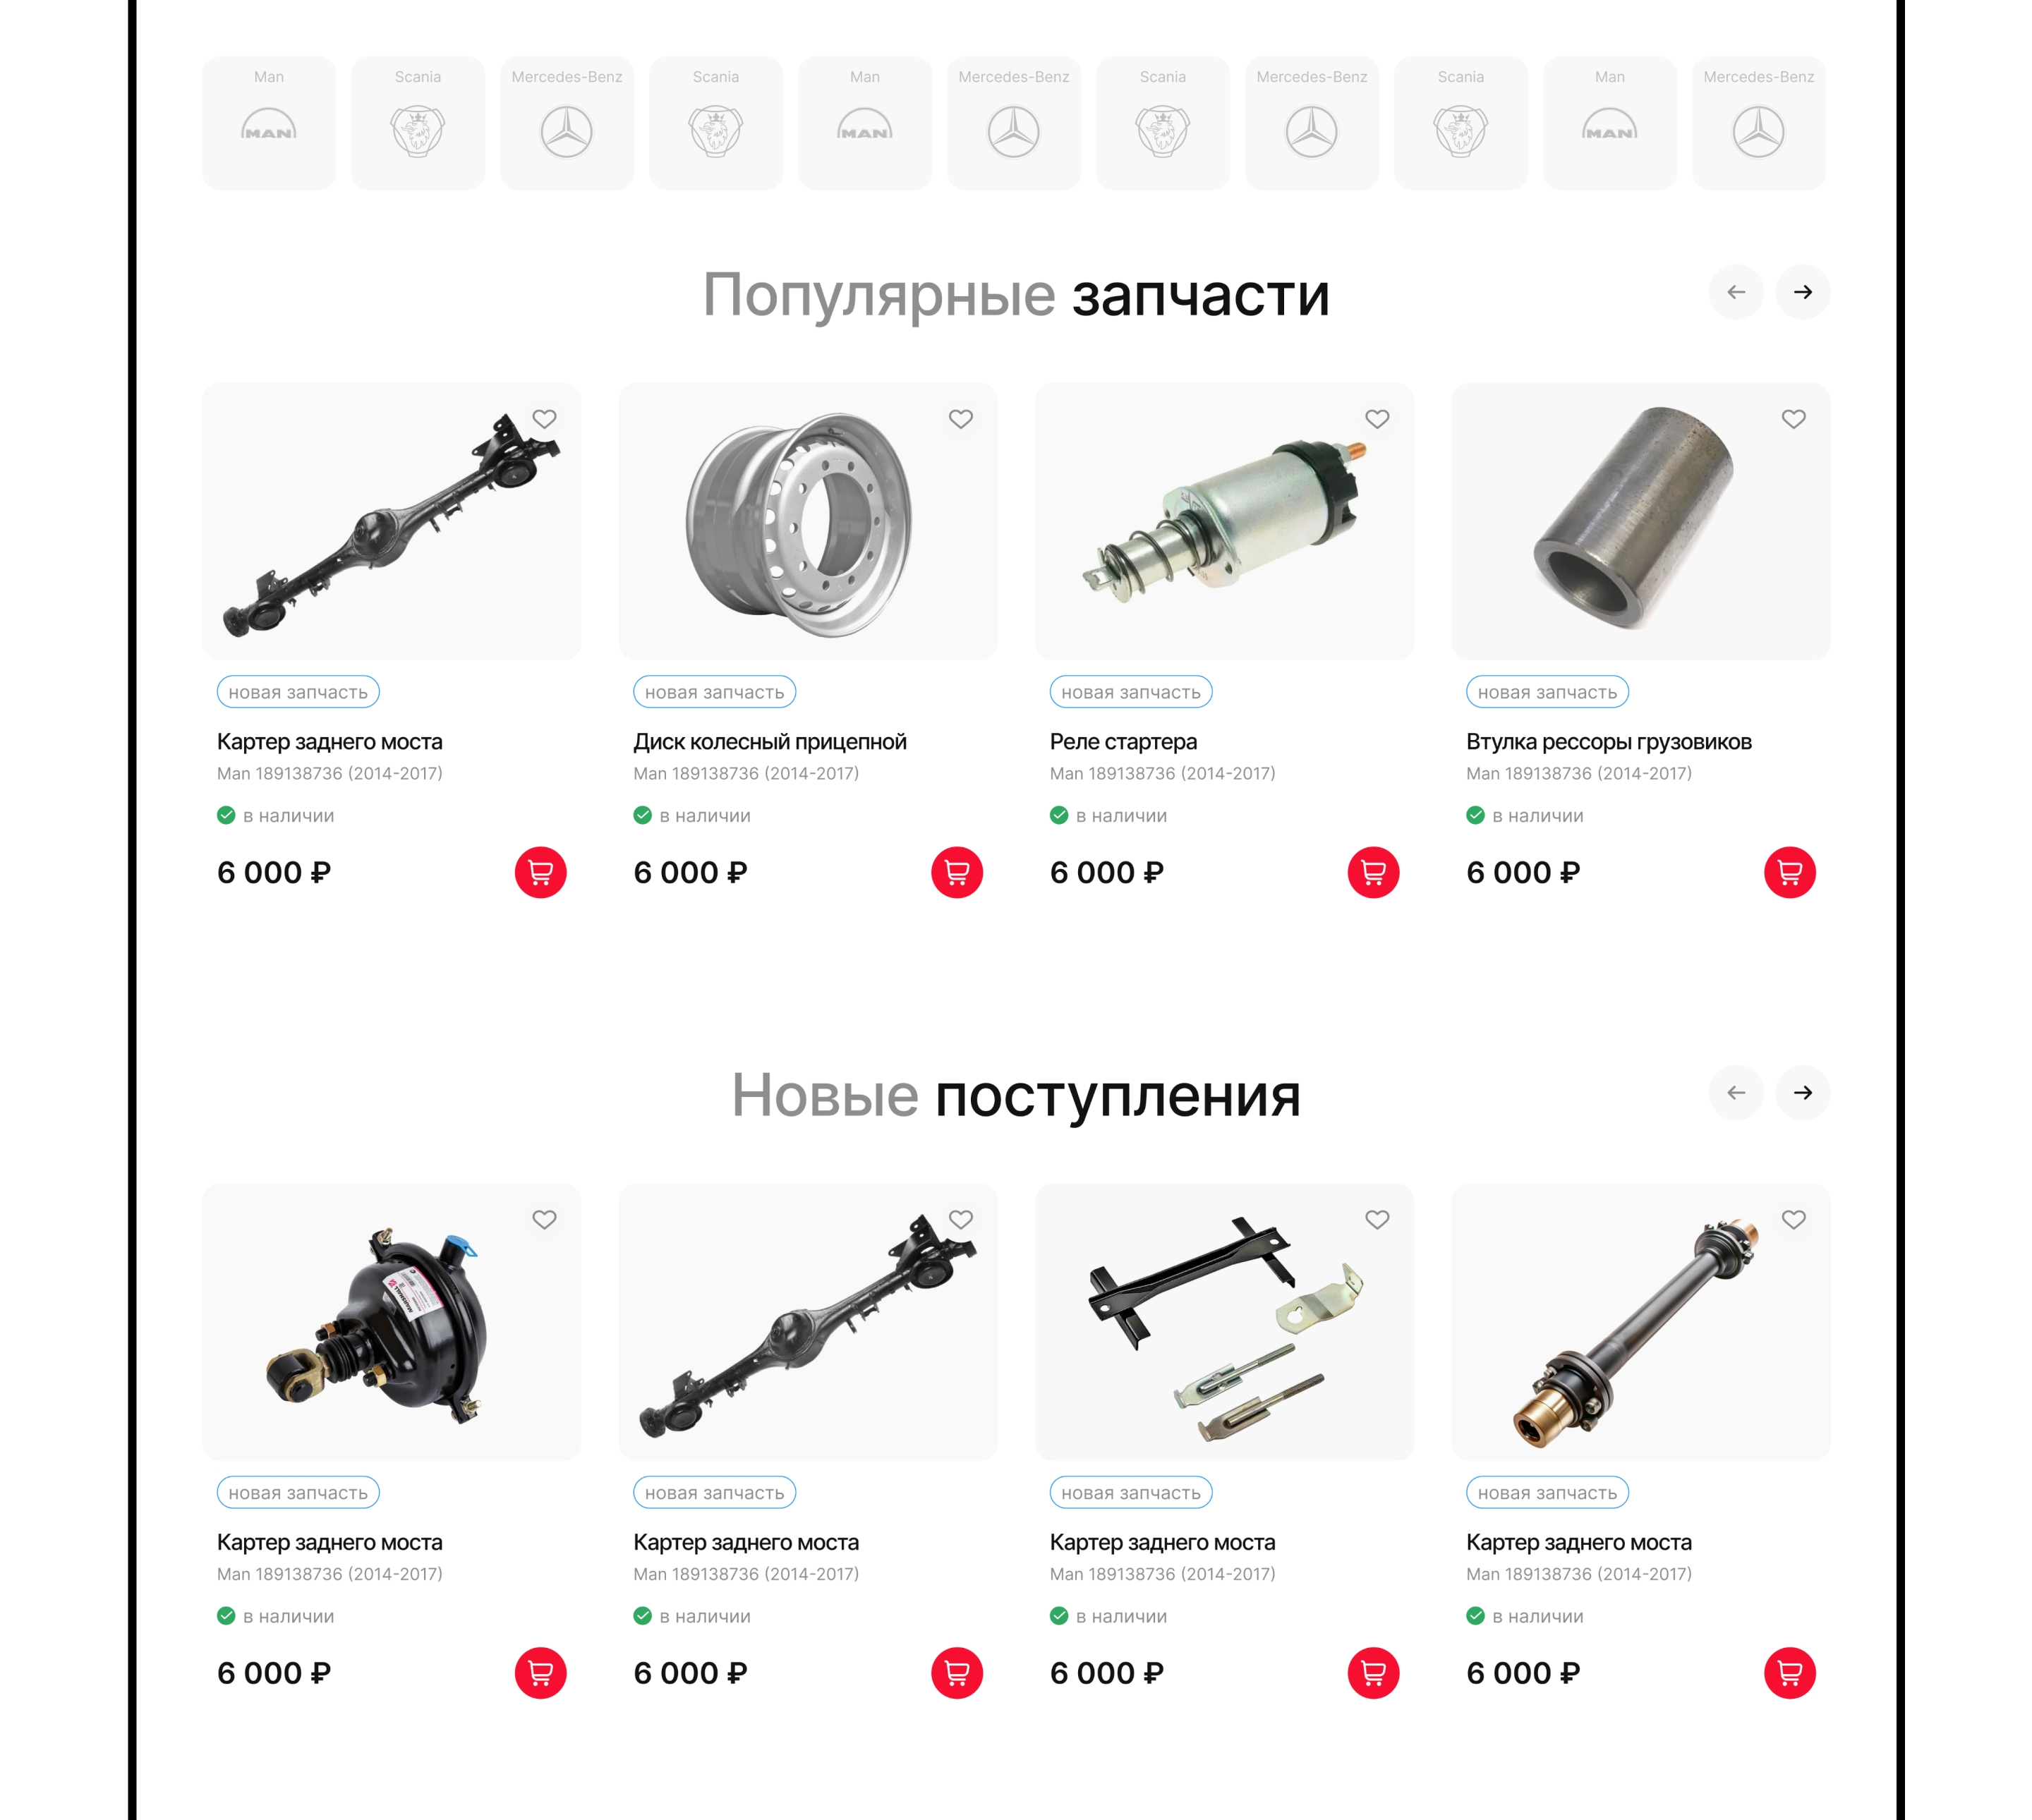 Man Scania Mercedes-Benz Scania Man Mercedes-Benz Scania Mercedes-Benz Scania Man Mercedes-Benz
MAN MAN MAN
Популярные запчасти
новая запчасть новая запчасть новая запчасть новая запчасть
Картер заднего моста Диск колесный прицепной Реле стартера Втулка рессоры грузовиков
Man 189138736 (2014-2017) Man 189138736 (2014-2017) Man 189138736 (2014-2017) Man 189138736 (2014-2017)
в наличии в наличии в наличии в наличии
6 000 ₽ 6 000 ₽ 6 000 ₽ 6 000 ₽
Новые поступления
MARSHALL
новая запчасть новая запчасть новая запчасть новая запчасть
Картер заднего моста Картер заднего моста Картер заднего моста Картер заднего моста
Man 189138736 (2014-2017) Man 189138736 (2014-2017) Man 189138736 (2014-2017) Man 189138736 (2014-2017)
в наличии в наличии в наличии в наличии
6 000 ₽ 6 000 ₽ 6 000 ₽ 6 000 ₽